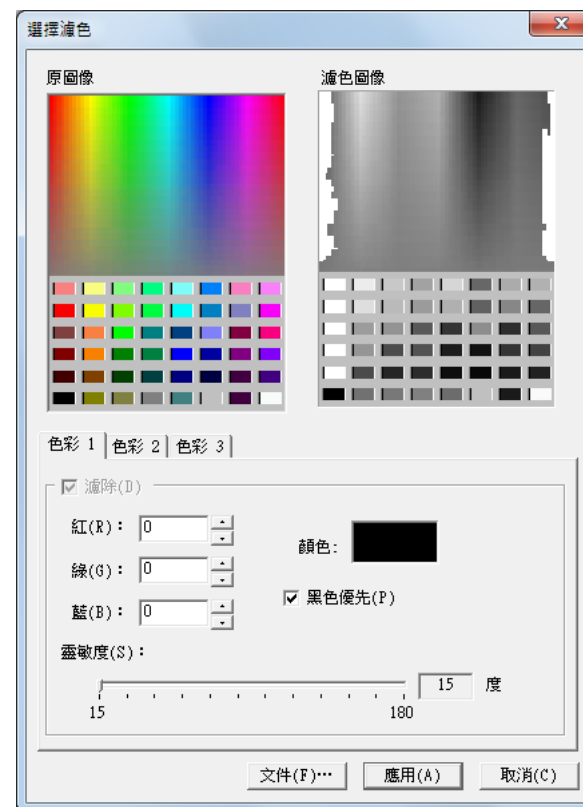 選擇濾色
原圖像 濾色圖像
色彩 1 色彩 2 色彩 3
濾除(D)
紅(R): 0
綠(G): 0
藍(B): 0
顏色:
黑色優先(P)
靈敏度(S):
15 度
15 180
文件(F)… 應用(A) 取消(C)